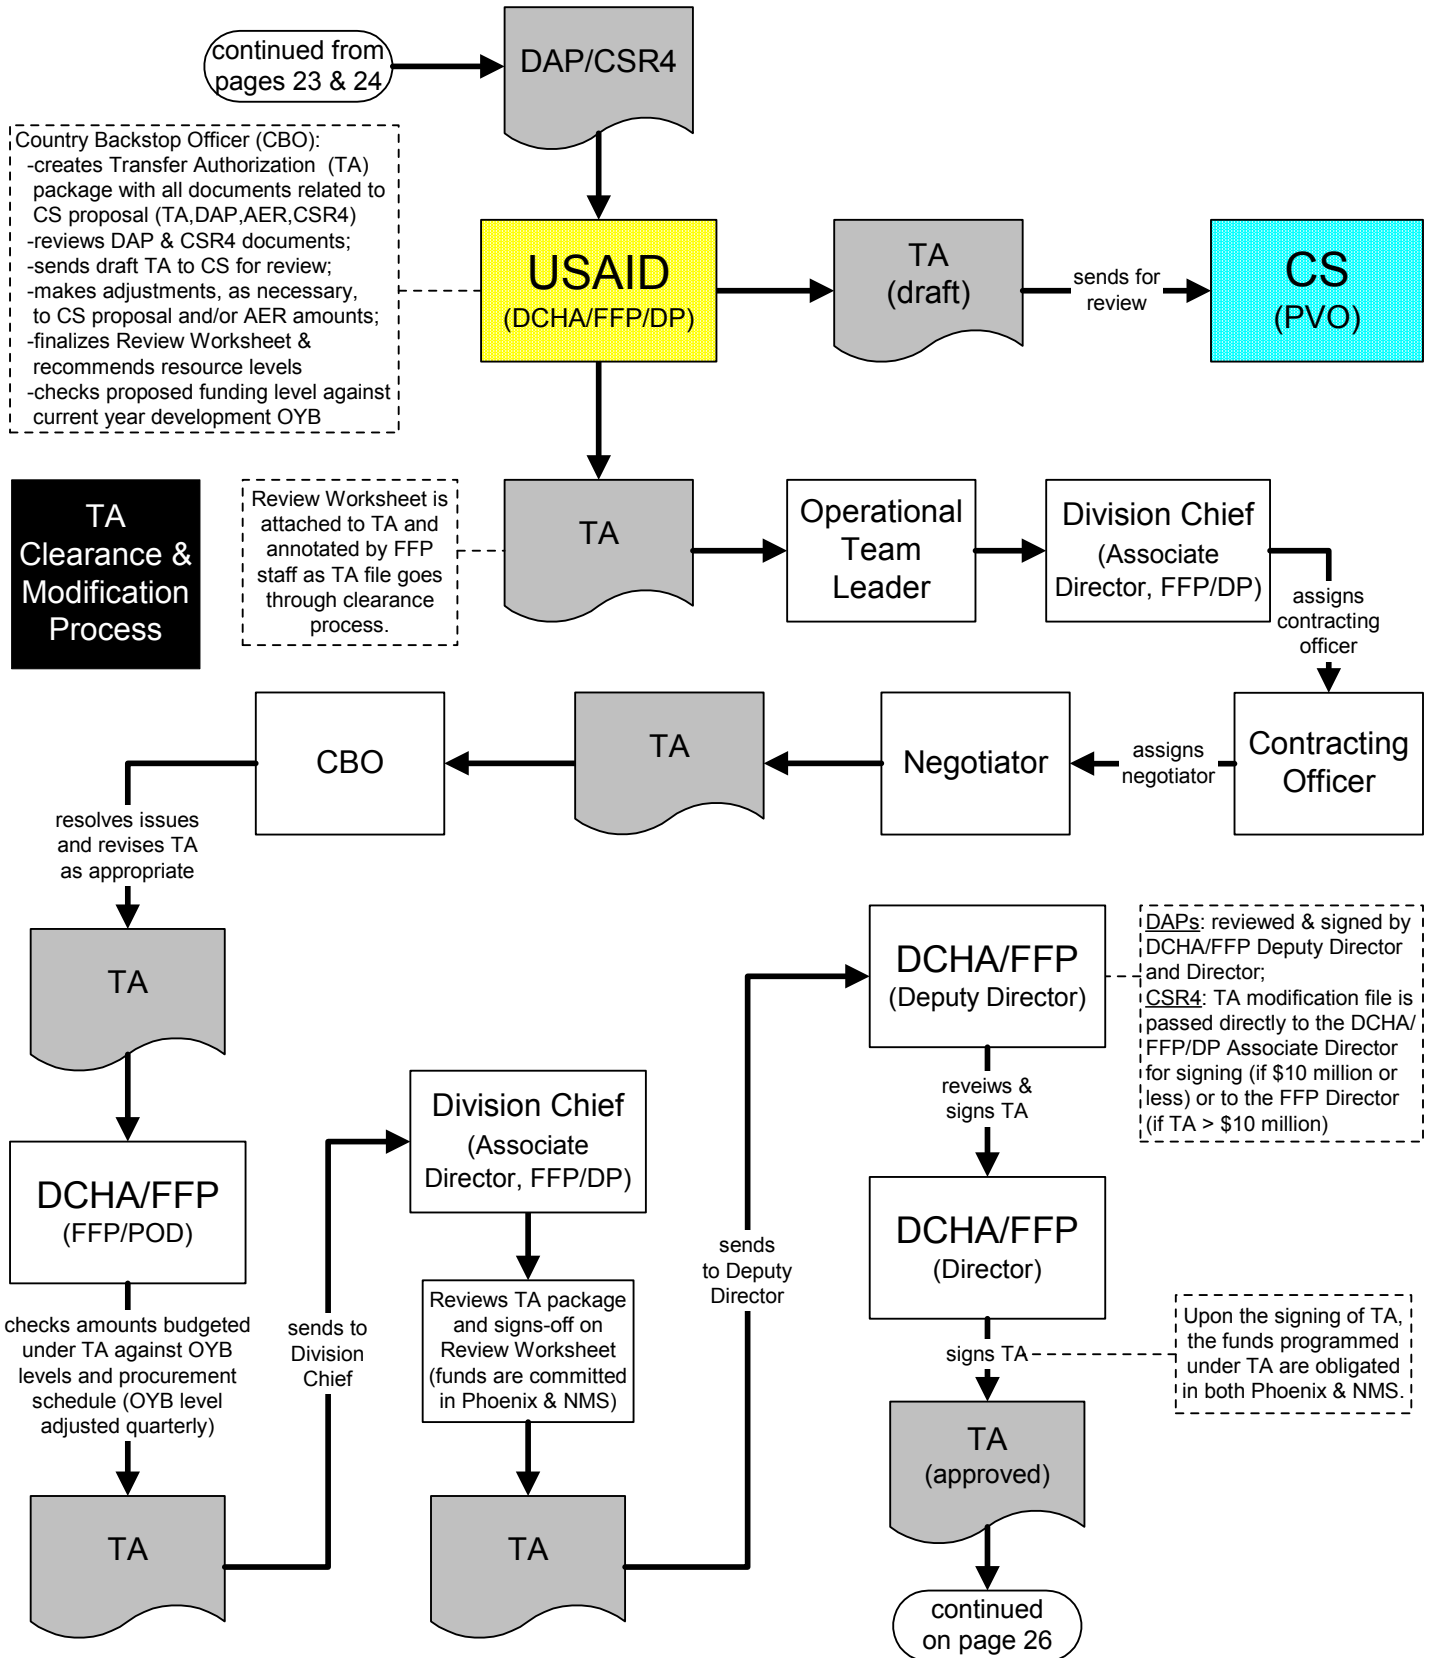 continued from
pages 23 & 24
DAP/CSR4
Country Backstop Officer (CBO):
-creates Transfer Authorization (TA)
package with all documents related to
CS proposal (TA,DAP,AER,CSR4)
-reviews DAP & CSR4 documents;
-sends draft TA to CS for review;
-makes adjustments, as necessary,
to CS proposal and/or AER amounts;
-finalizes Review Worksheet &
recommends resource levels
-checks proposed funding level against
current year development OYB
USAID
(DCHA/FFP/DP)
TA
(draft)
sends for
review
CS
(PVO)
TA
Clearance &
Modification
Process
Review Worksheet is
attached to TA and
annotated by FFP
staff as TA file goes
through clearance
process.
TA
Operational
Team
Leader
Division Chief
(Associate
Director, FFP/DP)
assigns
contracting
officer
Contracting
Officer
assigns
negotiator
Negotiator
TA
CBO
resolves issues
and revises TA
as appropriate
TA
DCHA/FFP
(FFP/POD)
checks amounts budgeted
under TA against OYB
levels and procurement
schedule (OYB level
adjusted quarterly)
TA
sends to
Division
Chief
Division Chief
(Associate
Director, FFP/DP)
Reviews TA package
and signs-off on
Review Worksheet
(funds are committed
in Phoenix & NMS)
TA
sends
to Deputy
Director
DCHA/FFP
(Deputy Director)
DAPs: reviewed & signed by
DCHA/FFP Deputy Director
and Director;
CSR4: TA modification file is
passed directly to the DCHA/
FFP/DP Associate Director
for signing (if $10 million or
less) or to the FFP Director
(if TA > $10 million)
reveiws &
signs TA
DCHA/FFP
(Director)
signs TA
Upon the signing of TA,
the funds programmed
under TA are obligated
in both Phoenix & NMS.
TA
(approved)
continued
on page 26